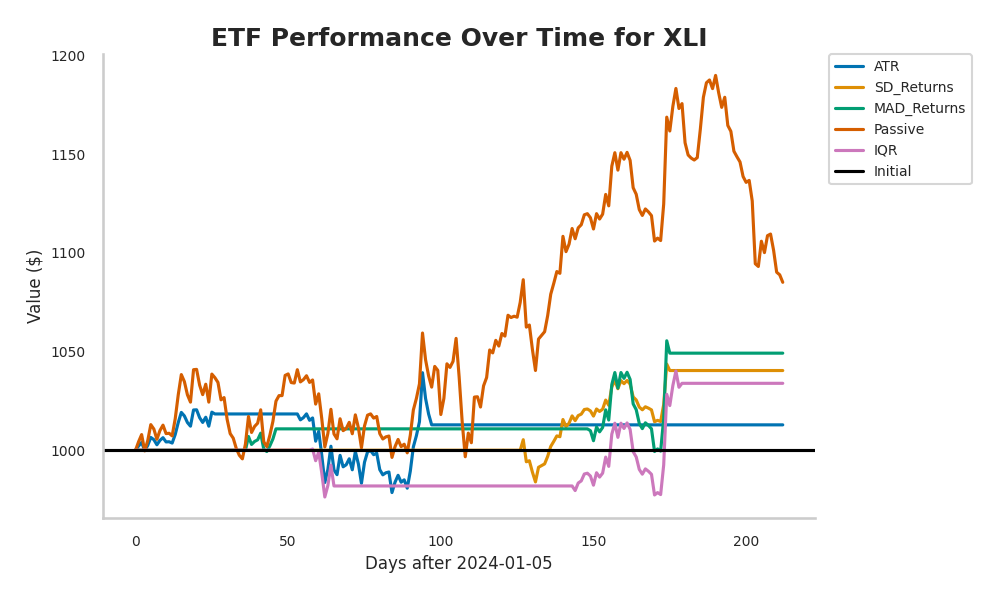 ETF Performance Over Time for XLI
1200
1150
1100
1050
1000
Value ($)
0
50
100
150
200
Days after 2024-01-05
ATR
SD_Returns
MAD_Returns
Passive
IQR
Initial